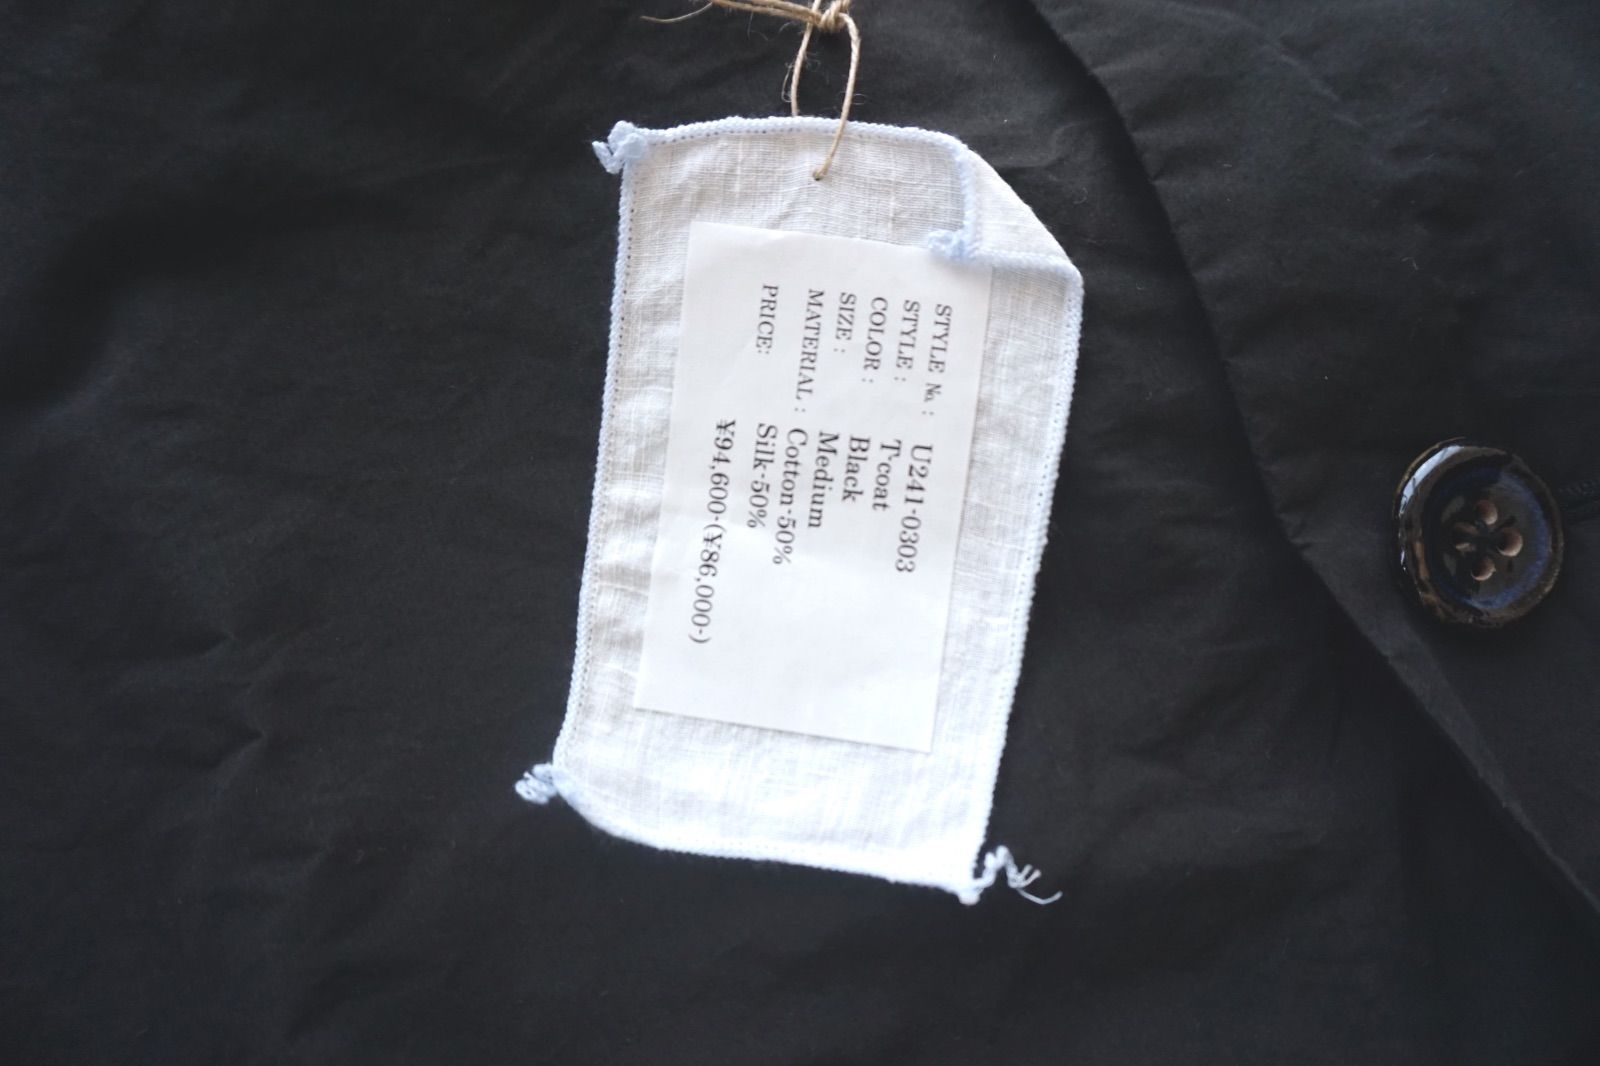 STYLE №: U241-0303
STYLE : T-coat
COLOR : Black
SIZE : Medium
MATERIAL : Cotton-50%
Silk-50%
PRICE: ¥94,600-(¥86,000-)